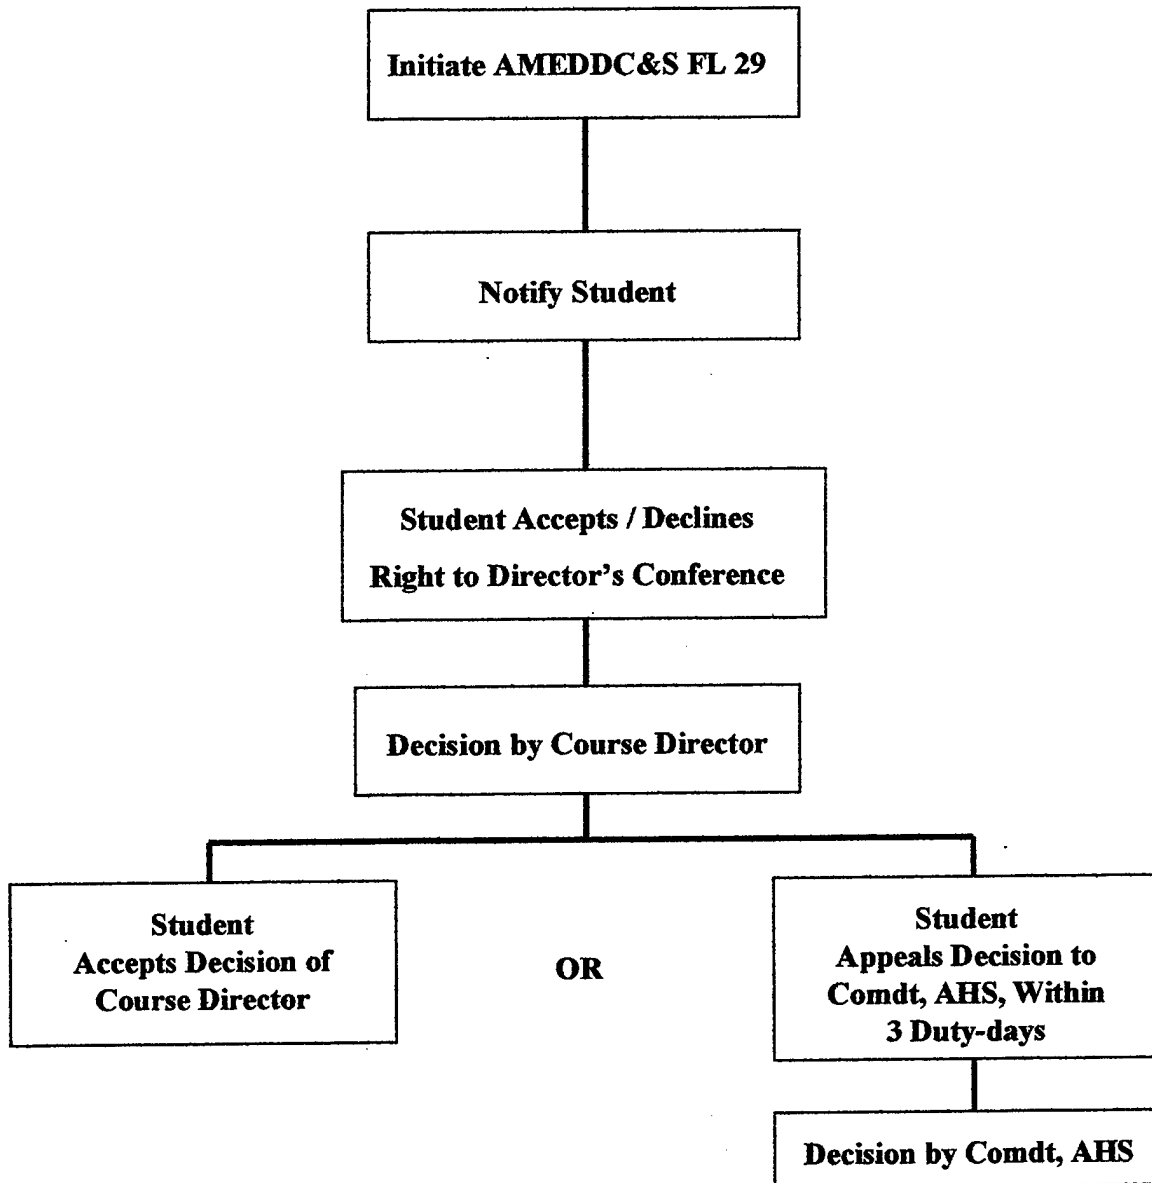 Initiate AMEDDC&S FL 29
Notify Student
Student Accepts / Declines
Right to Director's Conference
Decision by Course Director
Student
Accepts Decision of
Course Director
OR
Student
Appeals Decision to
Comdt, AHS, Within
3 Duty-days
Decision by Comdt, AHS